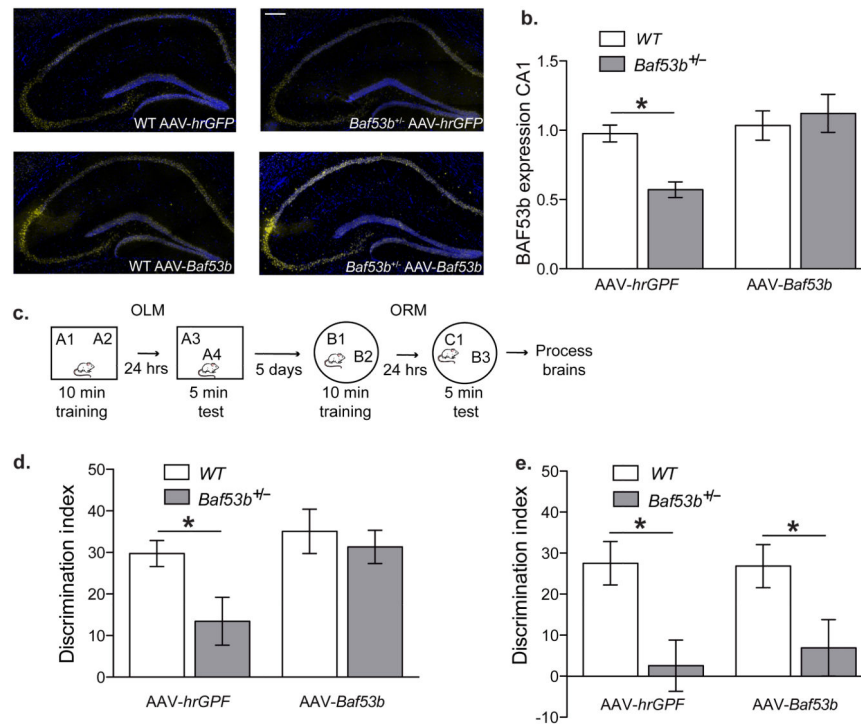 WT AAV-hrGFP
Baf53b+/- AAV-hrGFP
WT AAV-Baf53b
Baf53b+/- AAV-Baf53b
b.
WT
Baf53b+/-
BAF53b expression CA1
1.5
1.0
0.5
0.0
*
AAV-hrGPF
AAV-Baf53b
c.
OLM
ORM
A1 A2
24 hrs
A3
A4
5 days
B1
B2
24 hrs
C1
B3
Process
brains
10 min
training
5 min
test
10 min
training
5 min
test
d.
WT
Baf53b+/-
Discrimination index
50
40
30
20
10
0
*
AAV-hrGPF
AAV-Baf53b
e.
WT
Baf53b+/-
Discrimination index
50
40
30
20
10
0
-10
*
*
AAV-hrGPF
AAV-Baf53b